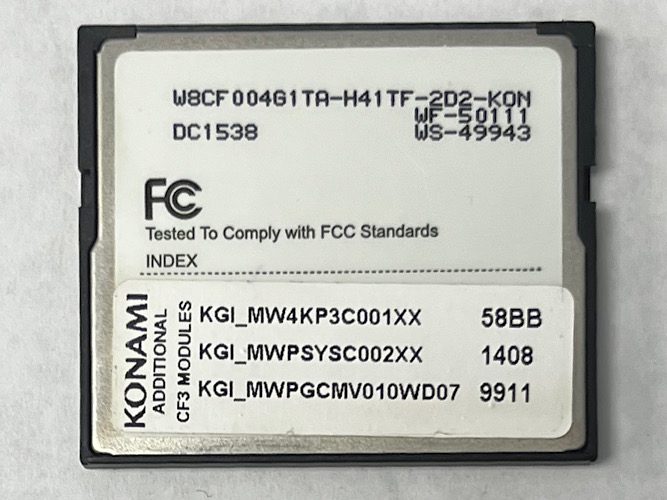 W8CF004G1TA-H41TF-2D2-KON
WF-50111
DC1538 WS-49943
FC
Tested To Comply with FCC Standards
INDEX
KONAMI
ADDITIONAL
CF3 MODULES
KGI_MW4KP3C001XX 58BB
KGI_MWPSYSC002XX 1408
KGI_MWPGCMV010WD07 9911